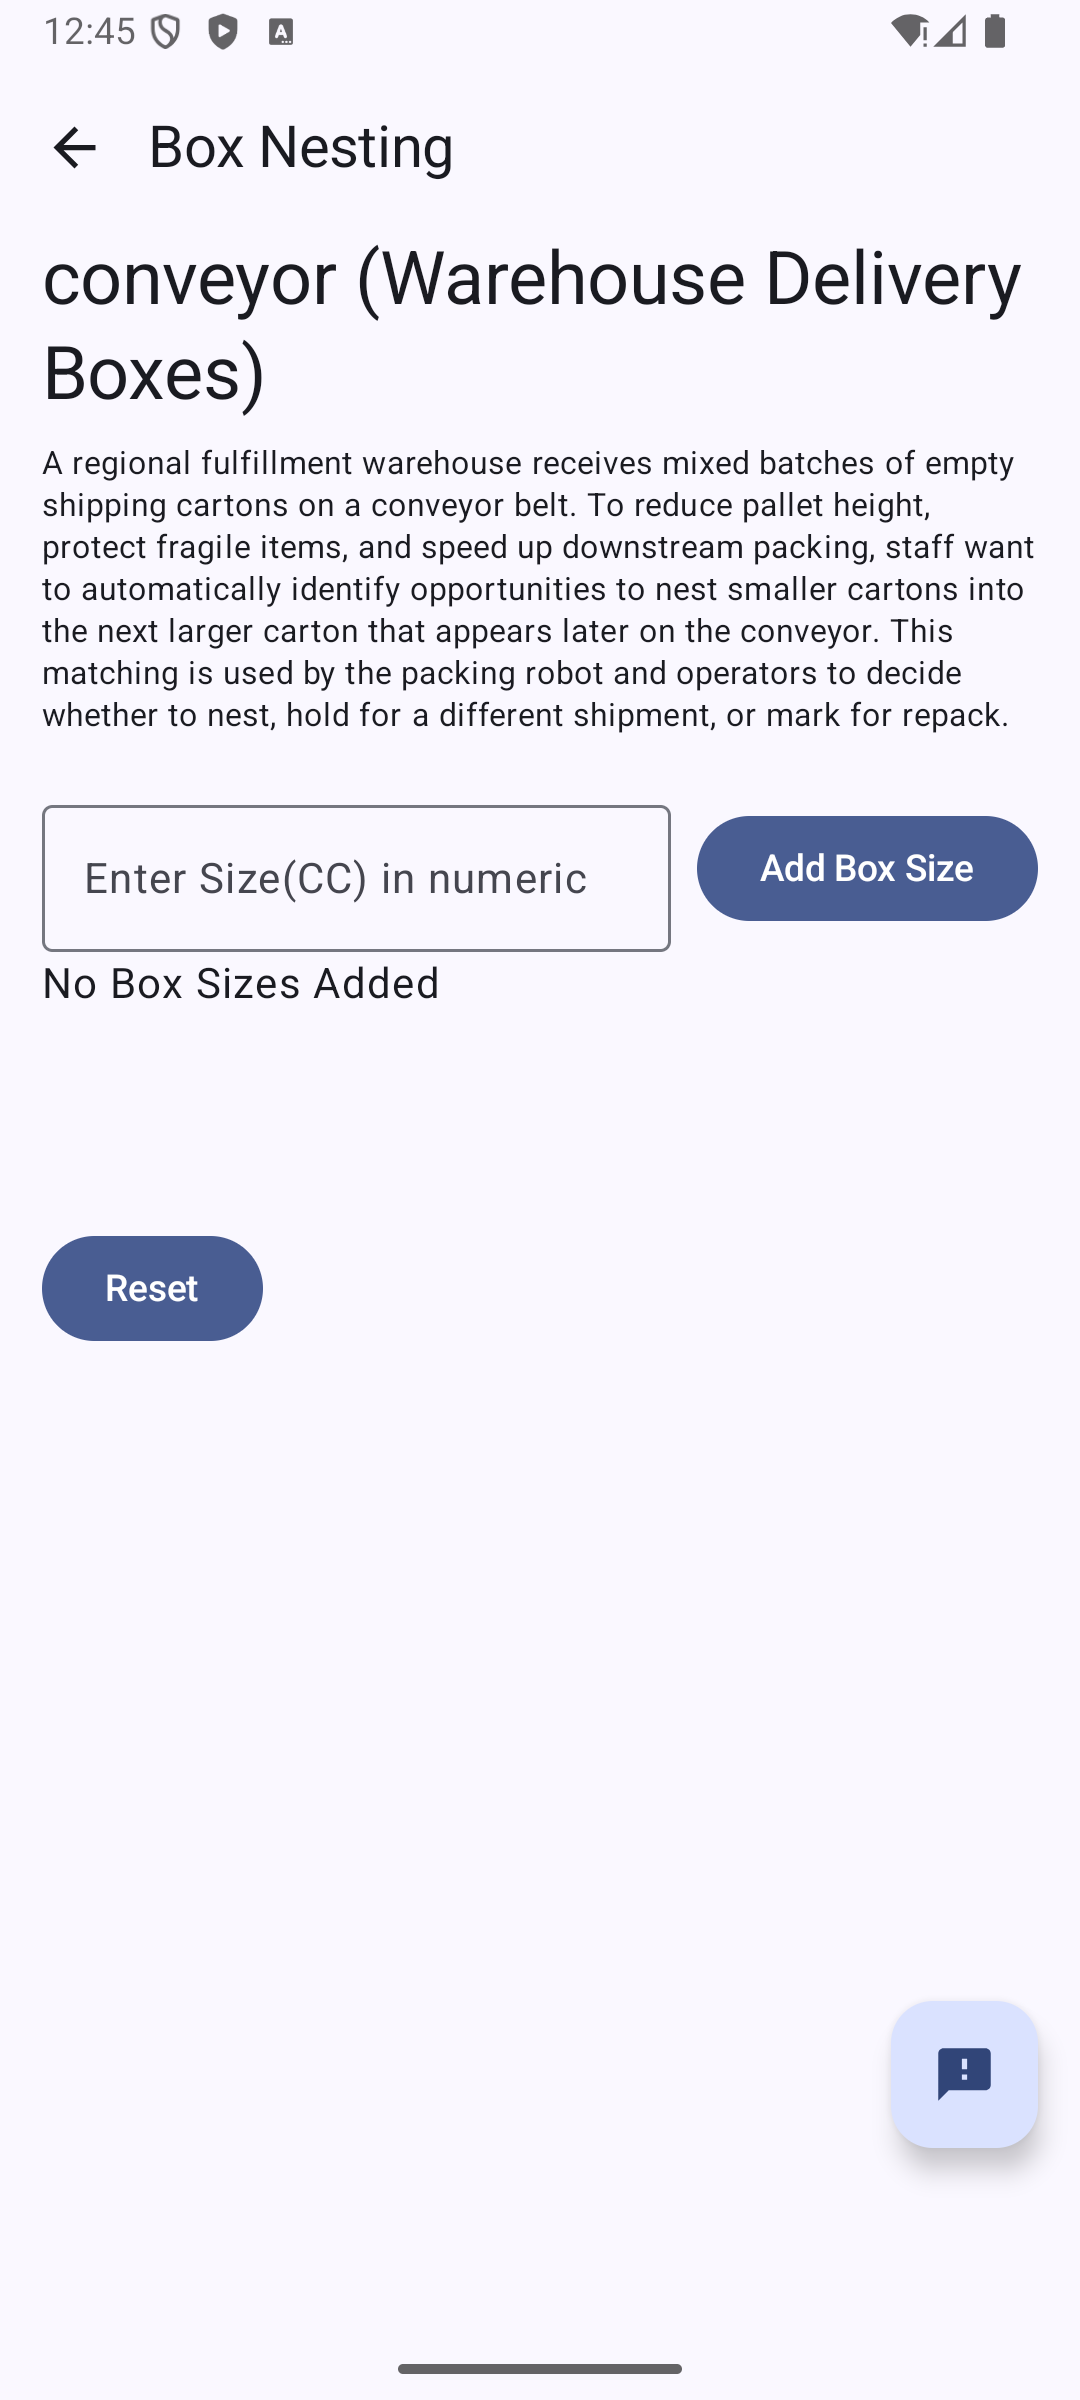 12:45
Box Nesting
conveyor (Warehouse Delivery
Boxes)
A regional fulfillment warehouse receives mixed batches of empty
shipping cartons on a conveyor belt. To reduce pallet height,
protect fragile items, and speed up downstream packing, staff want
to automatically identify opportunities to nest smaller cartons into
the next larger carton that appears later on the conveyor. This
matching is used by the packing robot and operators to decide
whether to nest, hold for a different shipment, or mark for repack.
Enter Size(CC) in numeric
Add Box Size
No Box Sizes Added
Reset